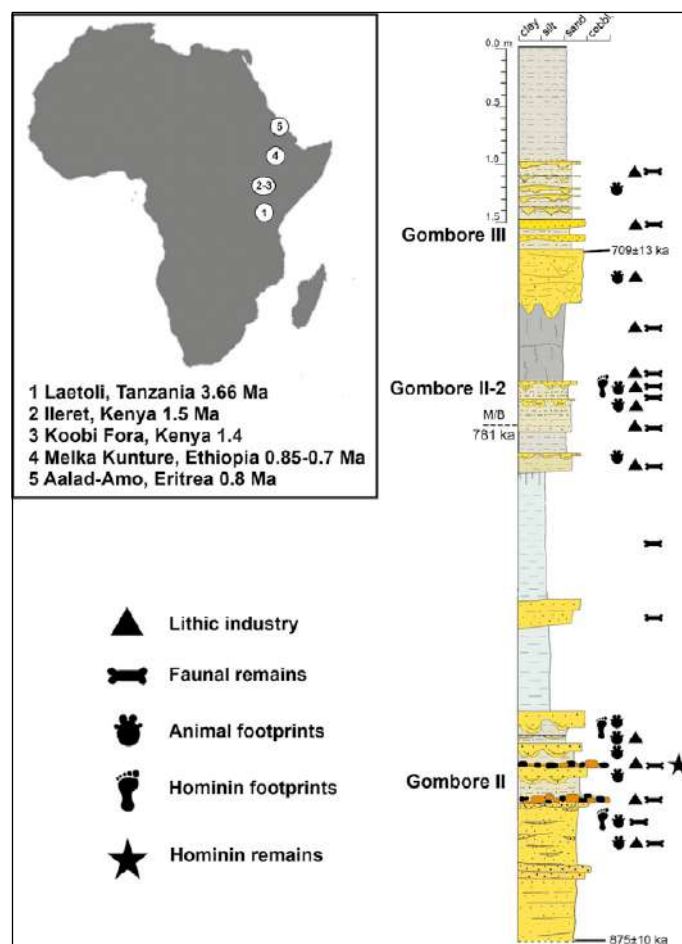 5
4
2-3
1
1 Laetoli, Tanzania 3.66 Ma
2 Ileret, Kenya 1.5 Ma
3 Koobi Fora, Kenya 1.4
4 Melka Kunture, Ethiopia 0.85-0.7 Ma
5 Aalad-Amo, Eritrea 0.8 Ma
Lithic industry
Faunal remains
Animal footprints
Hominin footprints
Hominin remains
clay silt sand cobbl.
0.0 m
0.5
1.0
1.5
Gombore III
709±13 ka
Gombore II-2
M/B
781 ka
Gombore II
875±10 ka